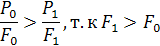 P₀/F₀ > P₁/F₁, т. к F₁ > F₀